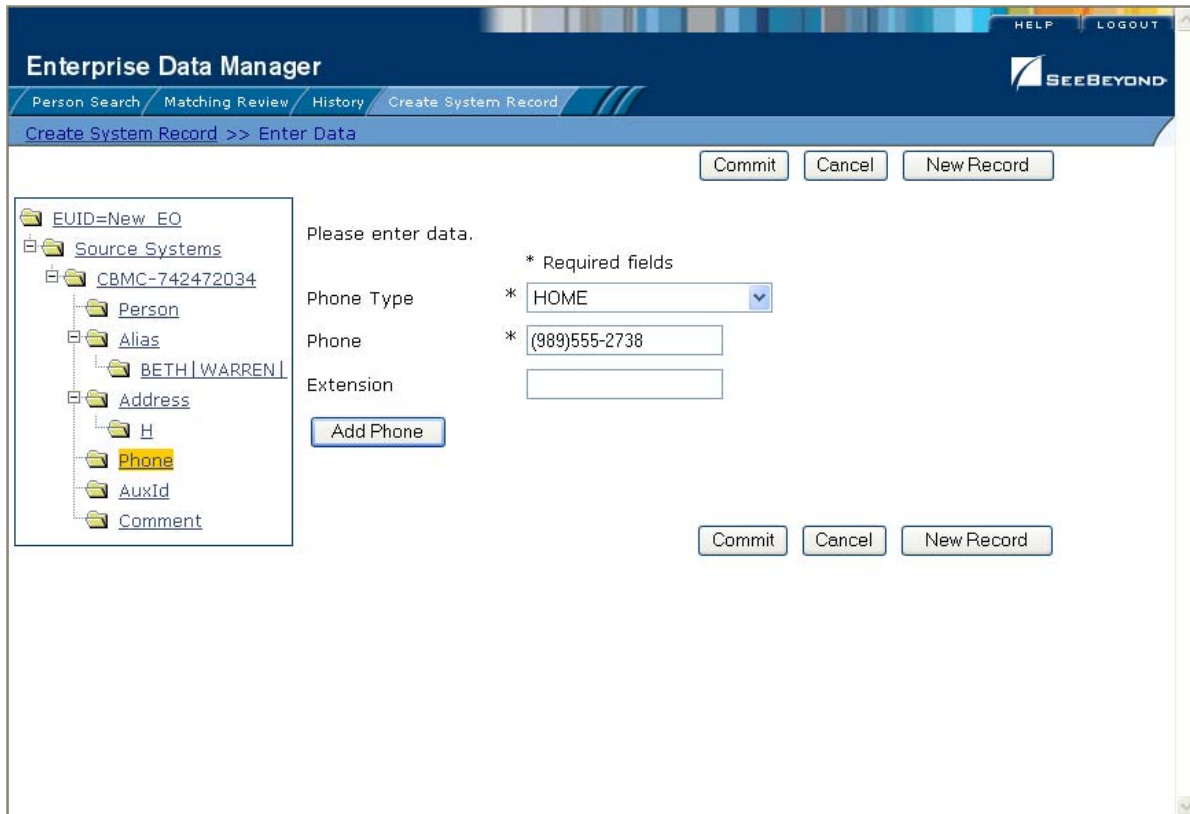 HELP LOGOUT
Enterprise Data Manager
SEEBEYOND
Person Search Matching Review History Create System Record
Create System Record >> Enter Data
Commit Cancel New Record
EUID=New EO
Source Systems
CBMC-742472034
Person
Alias
BETH|WARREN|
Address
H
Phone
AuxId
Comment
Please enter data.
* Required fields
Phone Type * HOME
Phone * (989)555-2738
Extension
Add Phone
Commit Cancel New Record